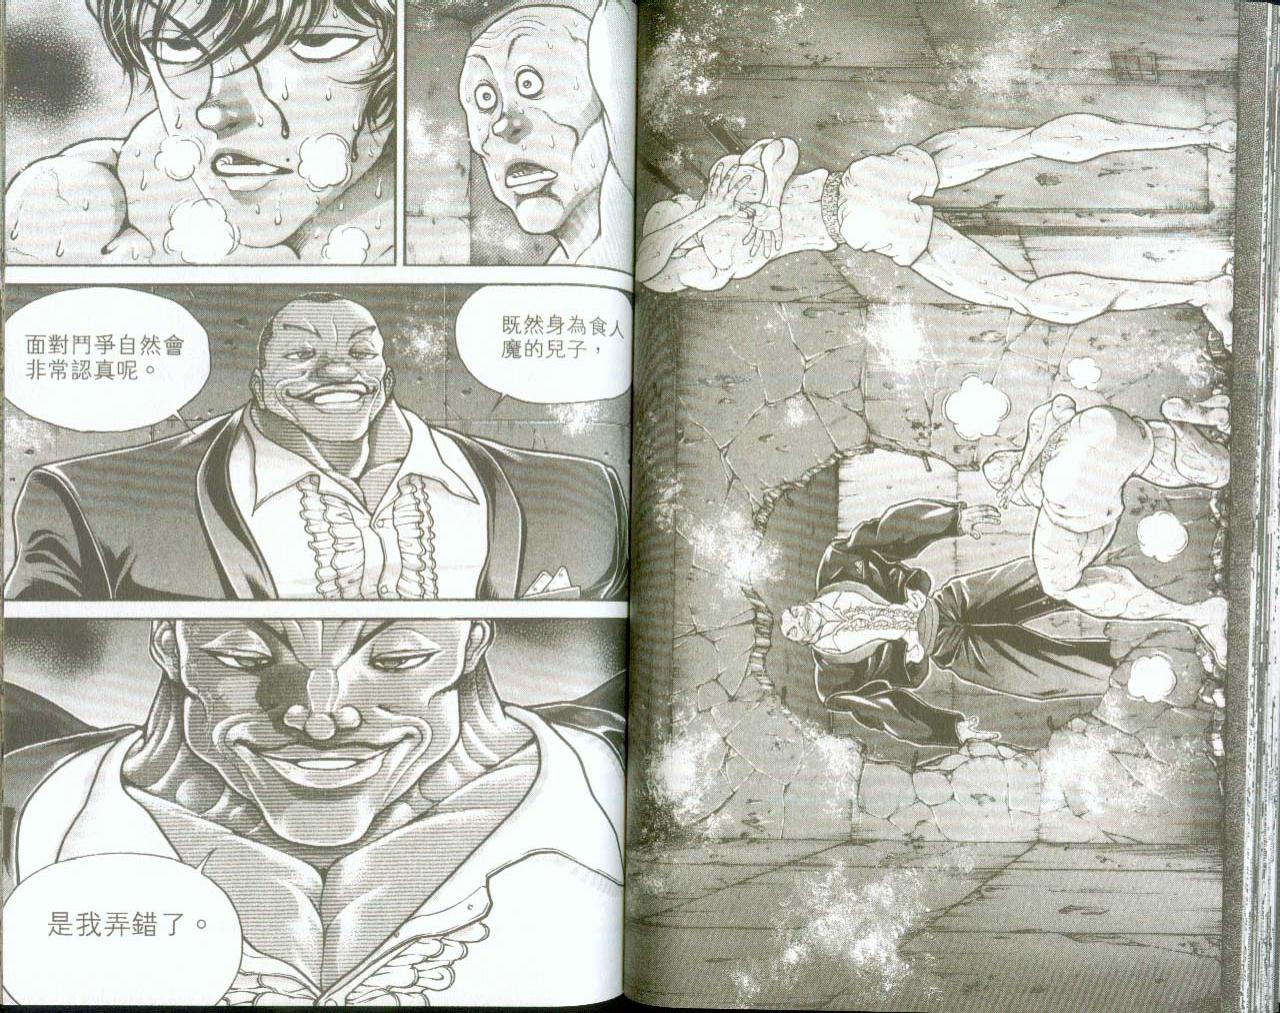 既然身為食人
魔的兒子，
面對鬥爭自然會
非常認真呢。
是我弄錯了。